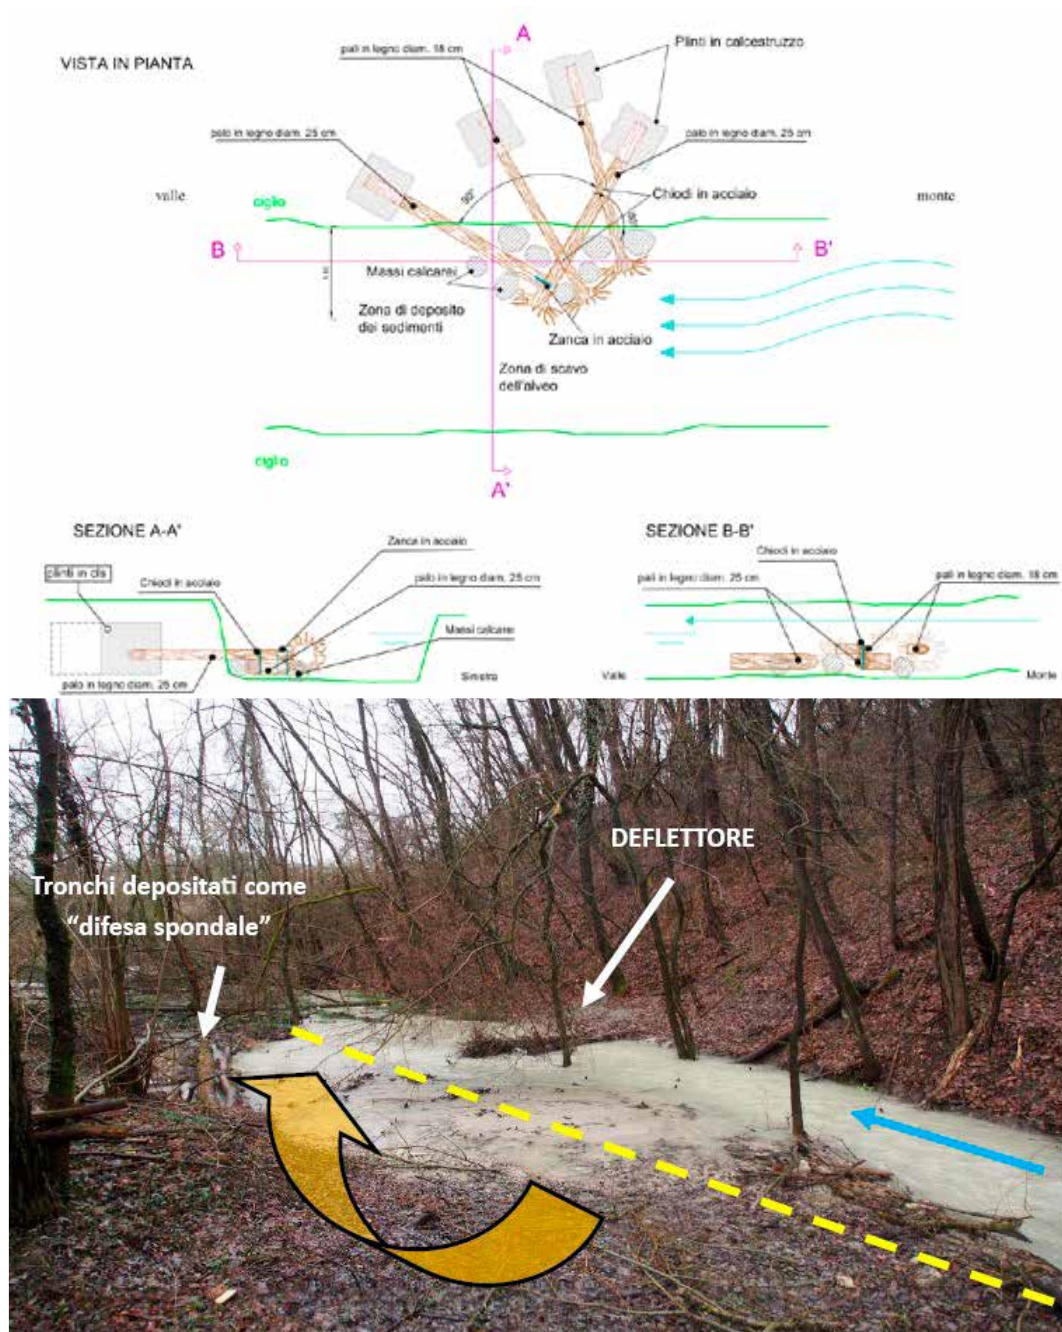 A
pali in legno diam. 18 cm
Plinti in calcestruzzo
VISTA IN PIANTA
palo in legno diam. 25 cm
palo in legno diam. 25 cm
valle
ciglio
90°
Chiodi in acciaio
monte
B
B'
Massi calcarei
Zona di deposito
dei sedimenti
Zanca in acciaio
Zona di scavo
dell'alveo
ciglio
A'
SEZIONE A-A'
Zanca in acciaio
plinti in cls
Chiodi in acciaio
palo in legno diam. 25 cm
Massi calcarei
Sinistra
palo in legno diam. 25 cm
SEZIONE B-B'
Chiodi in acciaio
pali in legno diam. 25 cm
pali in legno diam. 18 cm
Valle
Monte
DEFLETTORE
Tronchi depositati come
“difesa spondale”